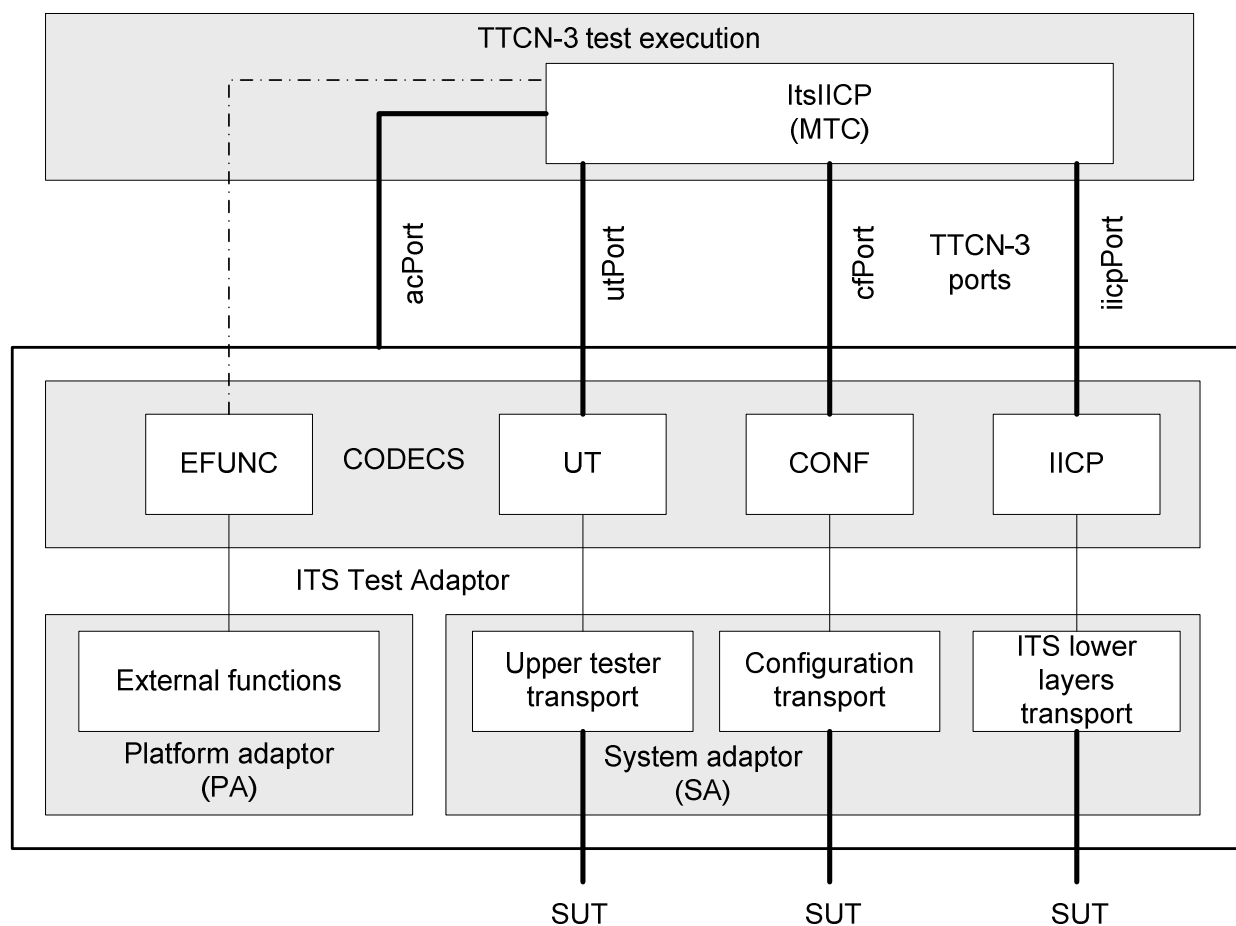 TTCN-3 test execution
ItsIICP
(MTC)
acPort
utPort
cfPort
TTCN-3
ports
iicpPort
EFUNC
CODECS
UT
CONF
IICP
ITS Test Adaptor
External functions
Platform adaptor
(PA)
Upper tester
transport
Configuration
transport
ITS lower
layers
transport
System adaptor
(SA)
SUT
SUT
SUT